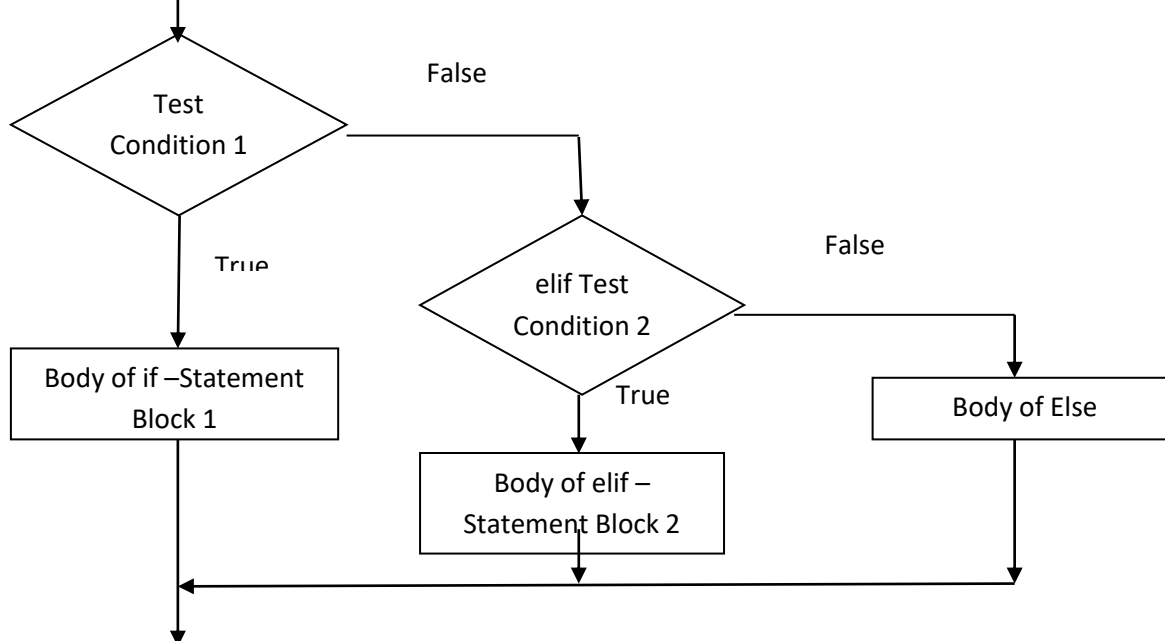 False
Test
Condition 1
True
False
elif Test
Condition 2
Body of if –Statement
Block 1
True
Body of Else
Body of elif –
Statement Block 2